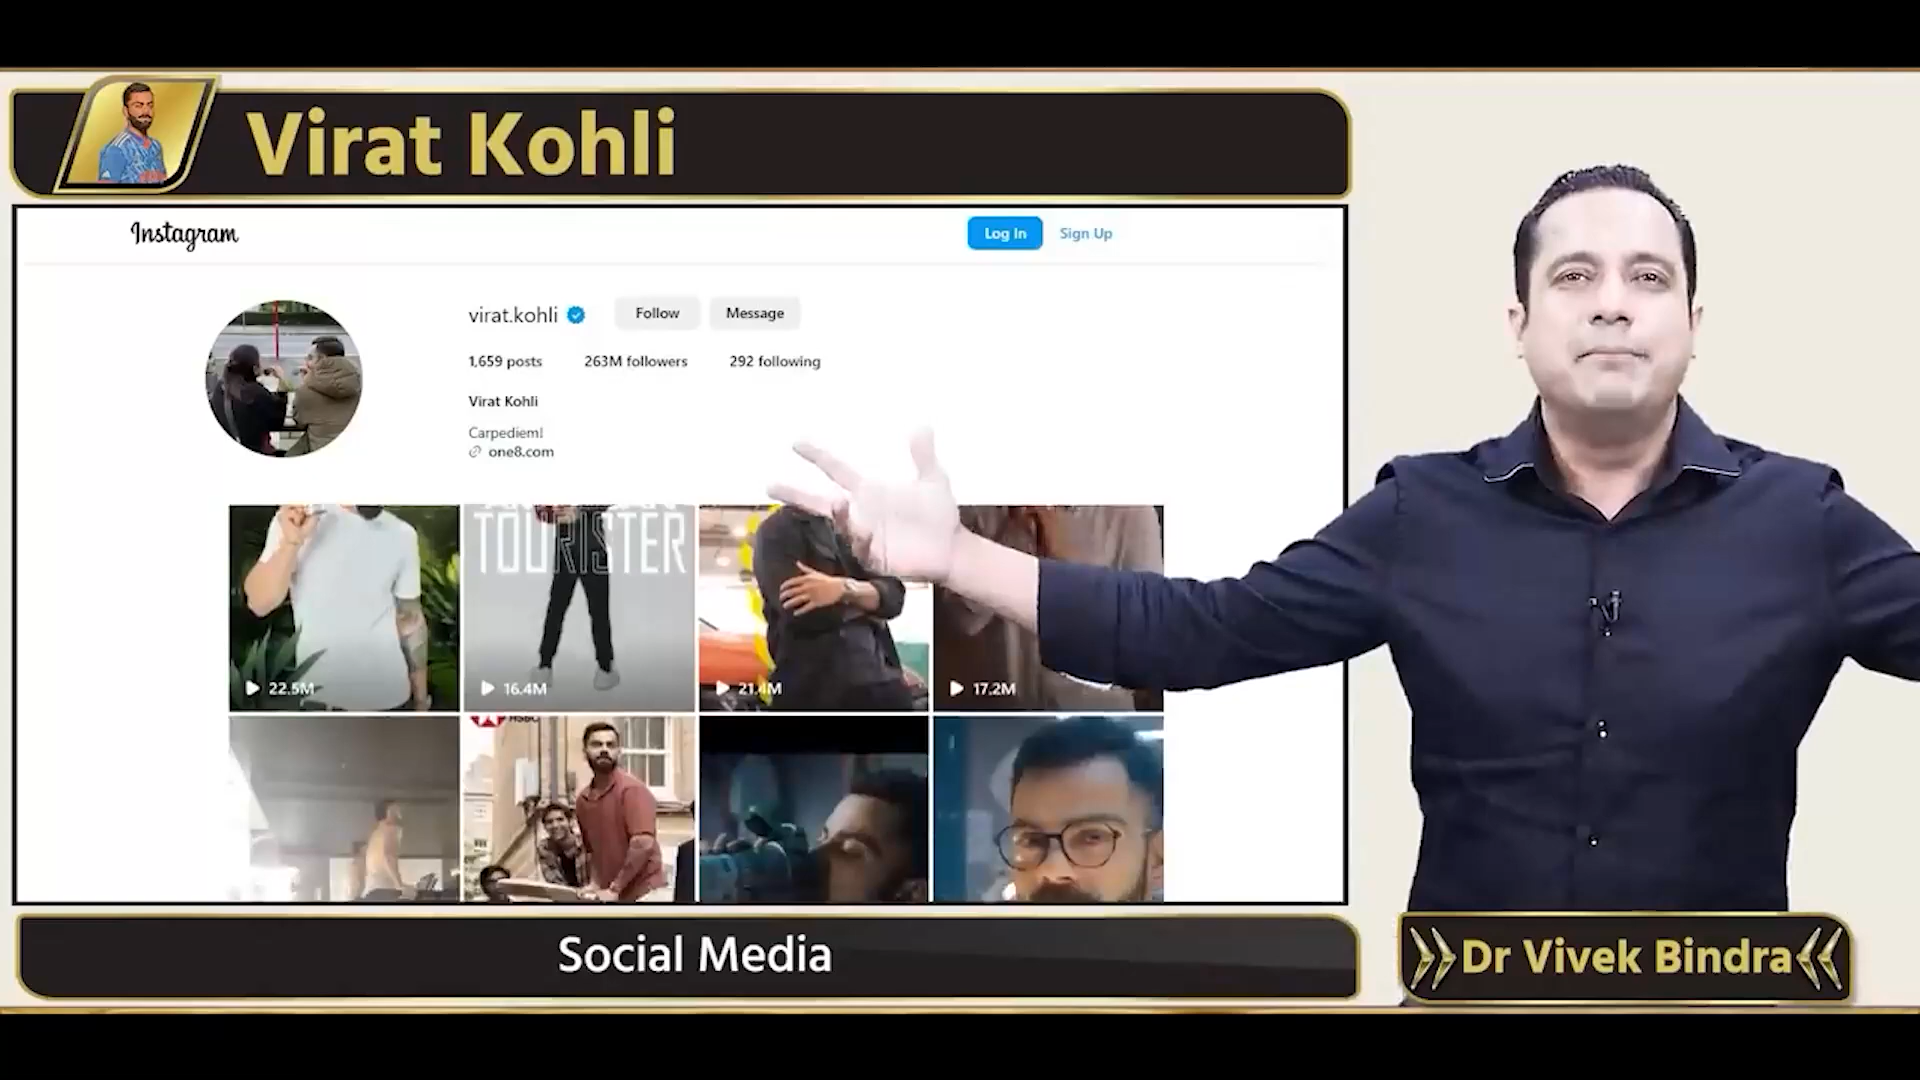 Virat Kohli
Instagram
Log In
Sign Up
virat.kohli
Follow
Message
1,659 posts
263M followers
292 following
Virat Kohli
Carpediem!
one8.com
TOURISTER
22.5M
16.4M
21.4M
17.2M
HSBC
Social Media
Dr Vivek Bindra